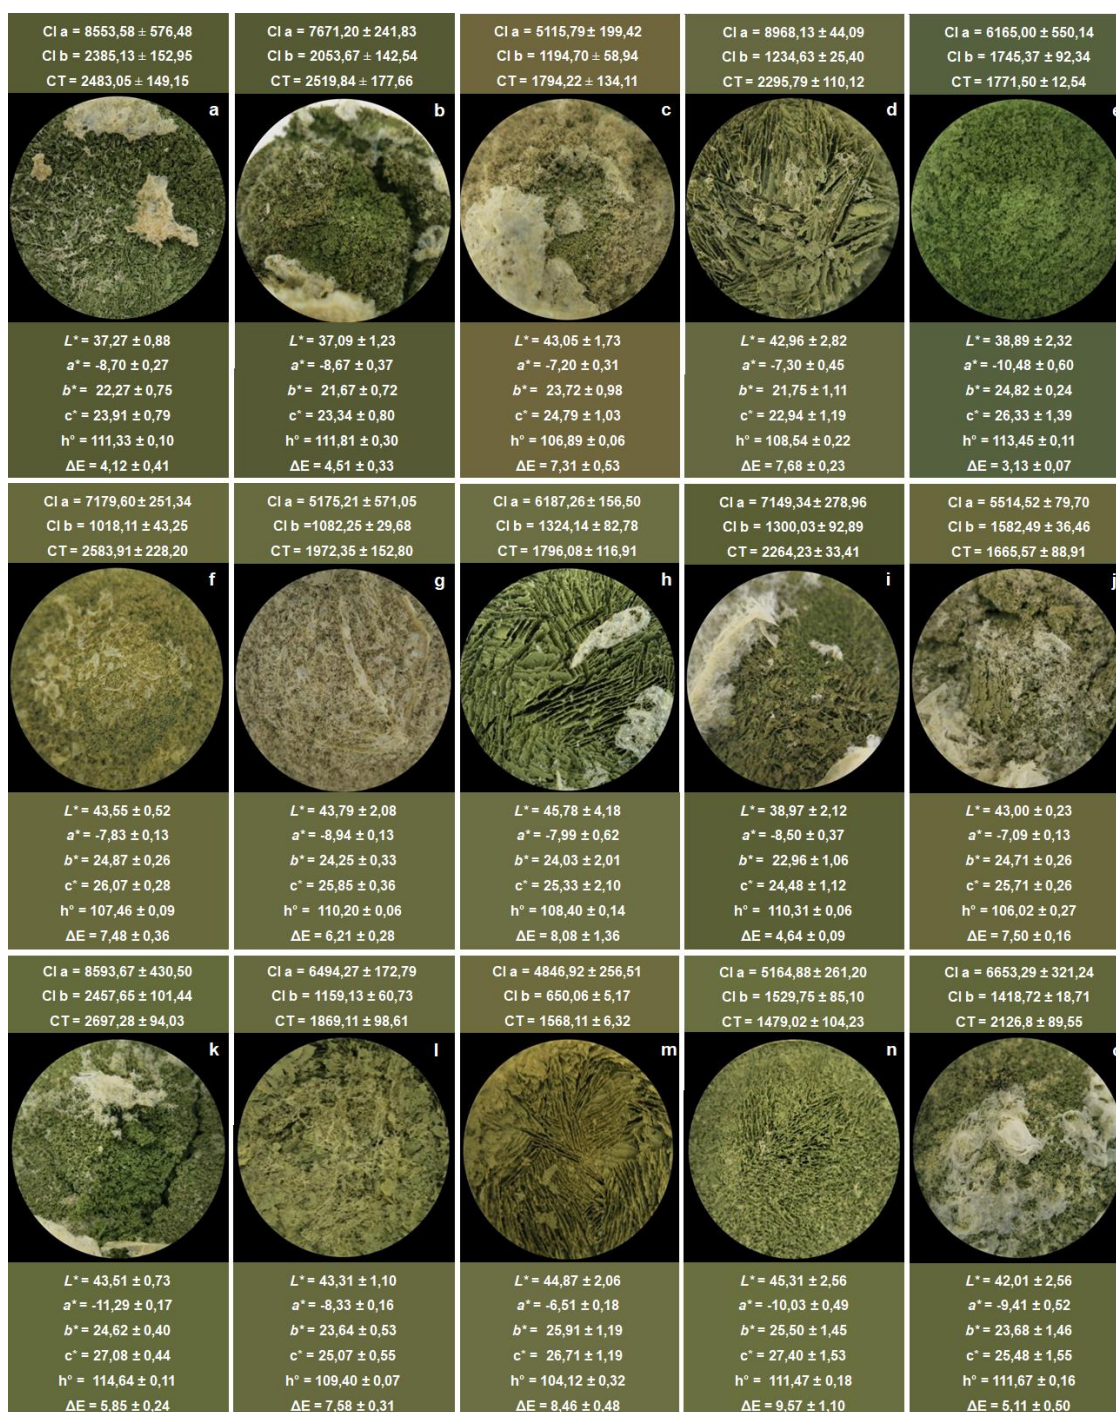 Cl a = 8553,58 ± 576,48
Cl b = 2385,13 ± 152,95
CT = 2483,05 ± 149,15
a
L* = 37,27 ± 0,88
a* = -8,70 ± 0,27
b* = 22,27 ± 0,75
c* = 23,91 ± 0,79
h° = 111,33 ± 0,10
ΔE = 4,12 ± 0,41
Cl a = 7671,20 ± 241,83
Cl b = 2053,67 ± 142,54
CT = 2519,84 ± 177,66
b
L* = 37,09 ± 1,23
a* = -8,67 ± 0,37
b* = 21,67 ± 0,72
c* = 23,34 ± 0,80
h° = 111,81 ± 0,30
ΔE = 4,51 ± 0,33
Cl a = 5115,79 ± 199,42
Cl b = 1194,70 ± 58,94
CT = 1794,22 ± 134,11
c
L* = 43,05 ± 1,73
a* = -7,20 ± 0,31
b* = 23,72 ± 0,98
c* = 24,79 ± 1,03
h° = 106,89 ± 0,06
ΔE = 7,31 ± 0,53
Cl a = 8968,13 ± 44,09
Cl b = 1234,63 ± 25,40
CT = 2295,79 ± 110,12
d
L* = 42,96 ± 2,82
a* = -7,30 ± 0,45
b* = 21,75 ± 1,11
c* = 22,94 ± 1,19
h° = 108,54 ± 0,22
ΔE = 7,68 ± 0,23
Cl a = 6165,00 ± 550,14
Cl b = 1745,37 ± 92,34
CT = 1771,50 ± 12,54
e
L* = 38,89 ± 2,32
a* = -10,48 ± 0,60
b* = 24,82 ± 0,24
c* = 26,33 ± 1,39
h° = 113,45 ± 0,11
ΔE = 3,13 ± 0,07
Cl a = 7179,60 ± 251,34
Cl b = 1018,11 ± 43,25
CT = 2583,91 ± 228,20
f
L* = 43,55 ± 0,52
a* = -7,83 ± 0,13
b* = 24,87 ± 0,26
c* = 26,07 ± 0,28
h° = 107,46 ± 0,09
ΔE = 7,48 ± 0,36
Cl a = 5175,21 ± 571,05
Cl b =1082,25 ± 29,68
CT = 1972,35 ± 152,80
g
L* = 43,79 ± 2,08
a* = -8,94 ± 0,13
b* = 24,25 ± 0,33
c* = 25,85 ± 0,36
h° = 110,20 ± 0,06
ΔE = 6,21 ± 0,28
Cl a = 6187,26 ± 156,50
Cl b = 1324,14 ± 82,78
CT = 1796,08 ± 116,91
h
L* = 45,78 ± 4,18
a* = -7,99 ± 0,62
b* = 24,03 ± 2,01
c* = 25,33 ± 2,10
h° = 108,40 ± 0,14
ΔE = 8,08 ± 1,36
Cl a = 7149,34 ± 278,96
Cl b = 1300,03 ± 92,89
CT = 2264,23 ± 33,41
i
L* = 38,97 ± 2,12
a* = -8,50 ± 0,37
b* = 22,96 ± 1,06
c* = 24,48 ± 1,12
h° = 110,31 ± 0,06
ΔE = 4,64 ± 0,09
Cl a = 5514,52 ± 79,70
Cl b = 1582,49 ± 36,46
CT = 1665,57 ± 88,91
j
L* = 43,00 ± 0,23
a* = -7,09 ± 0,13
b* = 24,71 ± 0,26
c* = 25,71 ± 0,26
h° = 106,02 ± 0,27
ΔE = 7,50 ± 0,16
Cl a = 8593,67 ± 430,50
Cl b = 2457,65 ± 101,44
CT = 2697,28 ± 94,03
k
L* = 43,51 ± 0,73
a* = -11,29 ± 0,17
b* = 24,62 ± 0,40
c* = 27,08 ± 0,44
h° = 114,64 ± 0,11
ΔE = 5,85 ± 0,24
Cl a = 6494,27 ± 172,79
Cl b = 1159,13 ± 60,73
CT = 1869,11 ± 98,61
l
L* = 43,31 ± 1,10
a* = -8,33 ± 0,16
b* = 23,64 ± 0,53
c* = 25,07 ± 0,55
h° = 109,40 ± 0,07
ΔE = 7,58 ± 0,31
Cl a = 4846,92 ± 256,51
Cl b = 650,06 ± 5,17
CT = 1568,11 ± 6,32
m
L* = 44,87 ± 2,06
a* = -6,51 ± 0,18
b* = 25,91 ± 1,19
c* = 26,71 ± 1,19
h° = 104,12 ± 0,32
ΔE = 8,46 ± 0,48
Cl a = 5164,88 ± 261,20
Cl b = 1529,75 ± 85,10
CT = 1479,02 ± 104,23
n
L* = 45,31 ± 2,56
a* = -10,03 ± 0,49
b* = 25,50 ± 1,45
c* = 27,40 ± 1,53
h° = 111,47 ± 0,18
ΔE = 9,57 ± 1,10
Cl a = 6653,29 ± 321,24
Cl b = 1418,72 ± 18,71
CT = 2126,8 ± 89,55
L* = 42,01 ± 2,56
a* = -9,41 ± 0,52
b* = 23,68 ± 1,46
c* = 25,48 ± 1,55
h° = 111,67 ± 0,16
ΔE = 5,11 ± 0,50